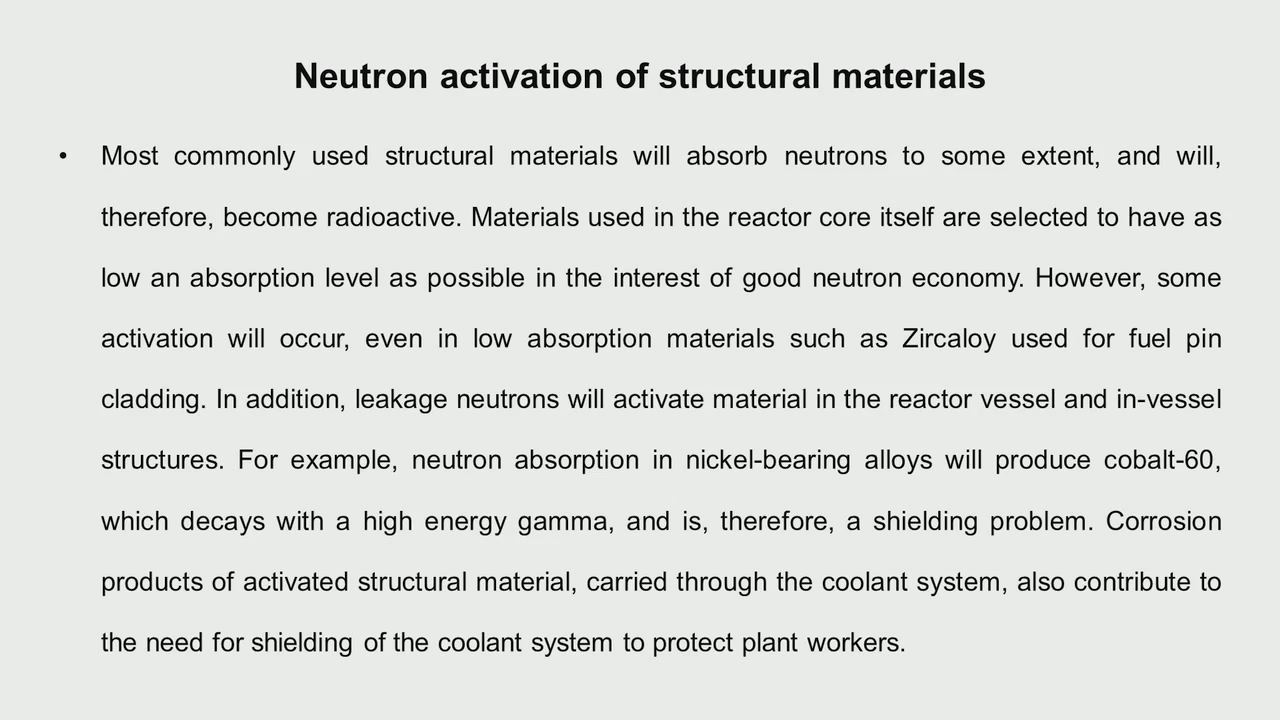 Neutron activation of structural materials
• Most commonly used structural materials will absorb neutrons to some extent, and will,
therefore, become radioactive. Materials used in the reactor core itself are selected to have as
low an absorption level as possible in the interest of good neutron economy. However, some
activation will occur, even in low absorption materials such as Zircaloy used for fuel pin
cladding. In addition, leakage neutrons will activate material in the reactor vessel and in-vessel
structures. For example, neutron absorption in nickel-bearing alloys will produce cobalt-60,
which decays with a high energy gamma, and is, therefore, a shielding problem. Corrosion
products of activated structural material, carried through the coolant system, also contribute to
the need for shielding of the coolant system to protect plant workers.